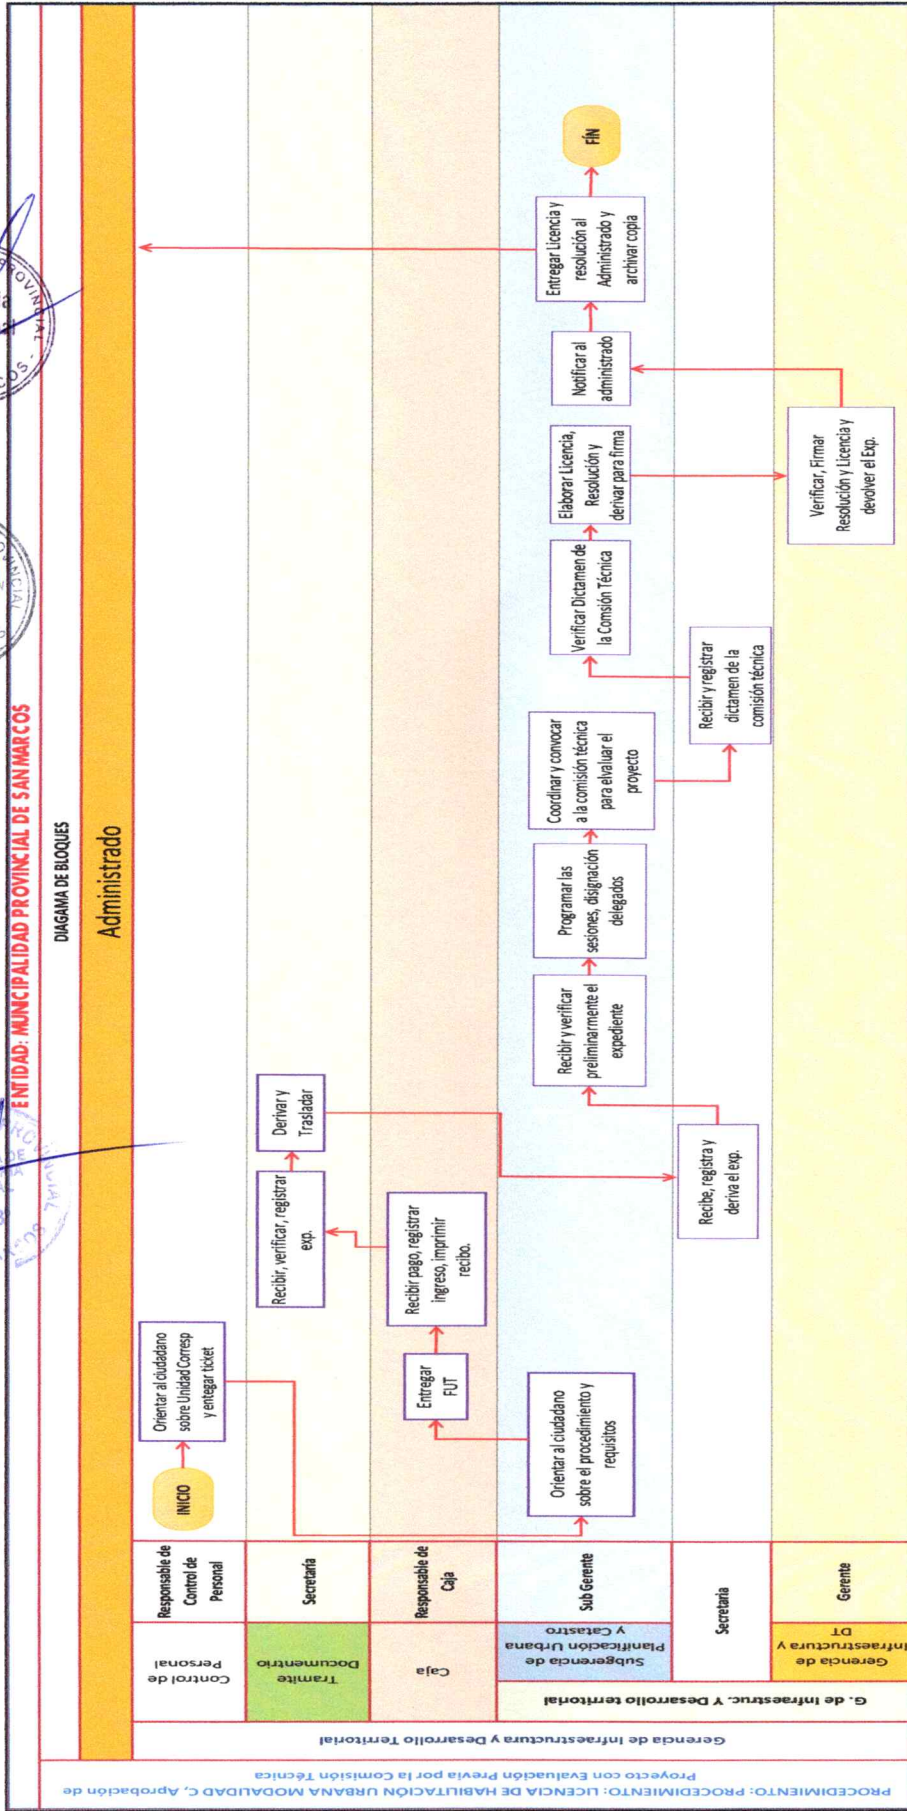 ENTIDAD: MUNCIPALIDAD PROVINCIAL DE SAN MARCOS
DIAGAMA DE BLOQUES
Administrado
PROCEDIMIENTO: PROCEDIMIENTO: LICENCIA DE HABILITACIÓN URBANA MODALIDAD C, Aprobación de
Proyecto con Evaluación Previa por la Comisión Técnica
Gerencia de Infraestructura y Desarrollo Territorial
Control de
Personal
Responsable de
Control de
Personal
INICIO
Orientar al ciudadano
sobre Unidad Corresp
y entegar ticket
Tramite
Documentrio
Secretaria
Recibir, verificar, registrar
exp.
Derivar y
Trasladar
Caja
Responsable de
Caja
Entregar
FUT
Recibir pago, registrar
ingreso, imprimir
recibo.
G. de Infraestruc. Y Desarrollo territorial
Subgerencia de
Planificación Urbana
y Catastro
Sub Gerente
Orientar al ciudadano
sobre el procedimiento y
requisitos
Recibir y verificar
preliminarmente el
expediente
Programar las
sesiones, disignación
delegados
Coordinar y convocar
a la comisión técnica
para elvaluar el
proyecto
Verificar Dictamen de
la Comsión Técnica
Elaborar Licencia,
Resolución y
derivar para firma
Notificar al
administrado
Entregar Licencia y
resolución al
Administrado y
archivar copia
FÍN
Secretaria
Recibe, registra y
deriva el exp.
Recibir y registrar
dictamen de la
comisión técnica
Gerencia de
Infraestructura y
DT
Gerente
Verificar, Firmar
Resolución y Licencia y
devolver el Exp.